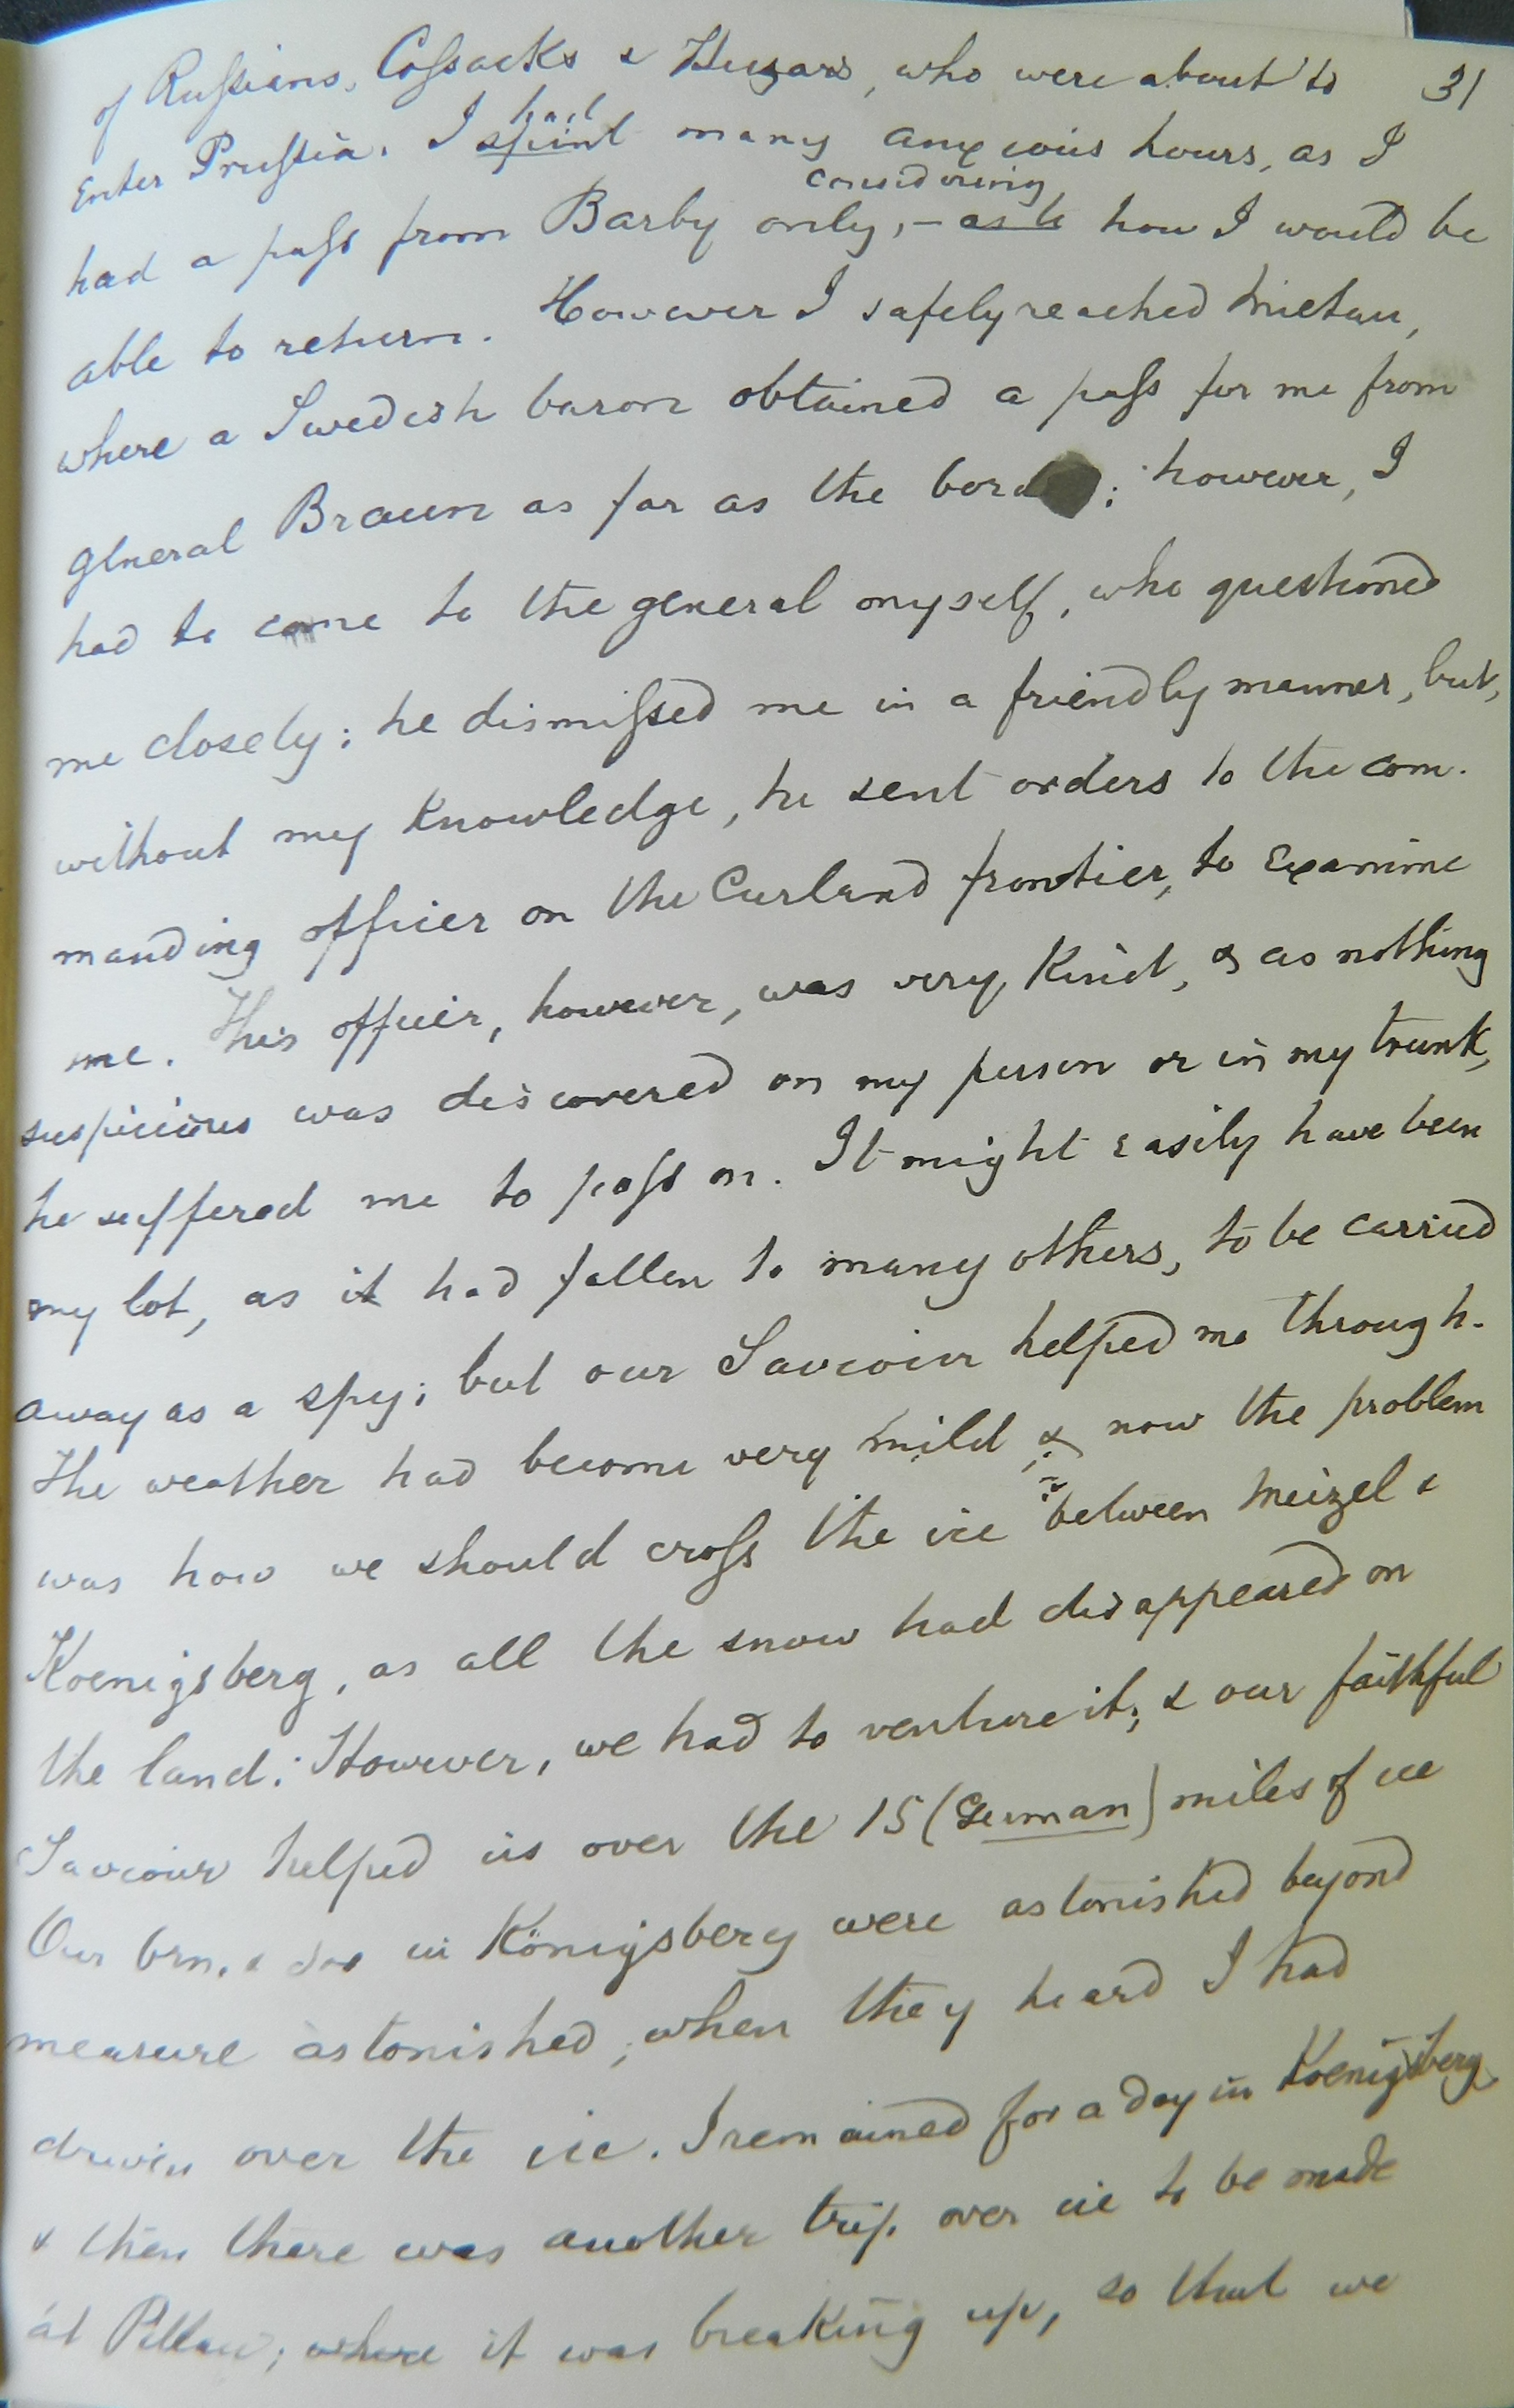 31
of Russians, Cossacks & Huzars, who were about to
enter Prussia. I had spent many anxious hours, as I
considering
had a pass from Barby only, – as to how I would be
able to return. However I safely reached Mietau,
where a Swedish baron obtained a pass for me from
general Braun as far as the bord ; however, I
had to come to the general myself, who questioned
me closely; he dismissed me in a friendly manner, but,
without my knowledge, he sent orders to the com-
manding officer on the Curland frontier, to examine
me. This officer, however, was very kind, & as nothing
suspicious was discovered on my person or in my trunk,
he suffered me to pass on. It might easily have been
my lot, as it had fallen to many others, to be carried
away as a spy; but our Saviour helped me through.
The weather had become very mild & now the problem
was how we should cross the ice between Meizel &
Koenigsberg, as all the snow had disappeared on
the land. However, we had to venture it; & our faithful
Saviour helped us over the 15 (German) miles of ice
Our brn. & in Königsberg were astonished beyond
measure astonished, when they heard I had
driven over the ice. I remained for a day in Koenigsberg
& then there was another trip over ice to be made
at Pillau; where it was breaking up, so that we